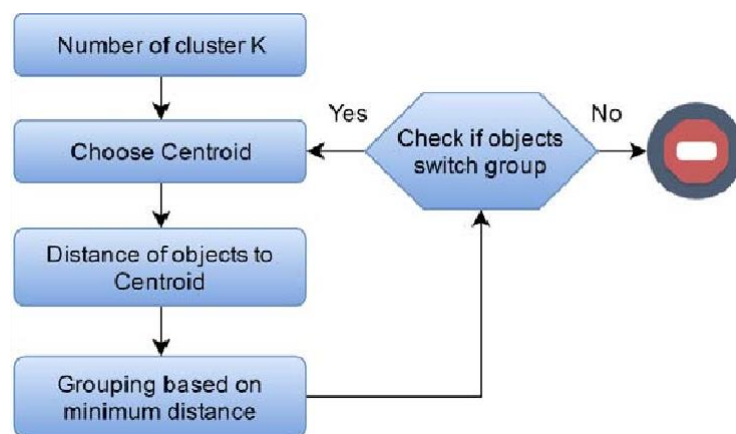 Number of cluster K
Choose Centroid
Distance of objects to
Centroid
Grouping based on
minimum distance
Yes
Check if objects
switch group
No